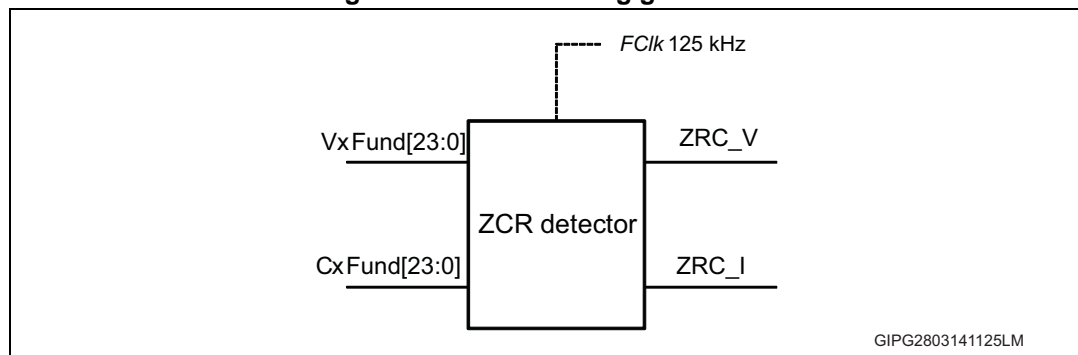 FClk 125 kHz
VxFund[23:0]
ZRC_V
ZCR detector
CxFund[23:0]
ZRC_I
GIPG2803141125LM